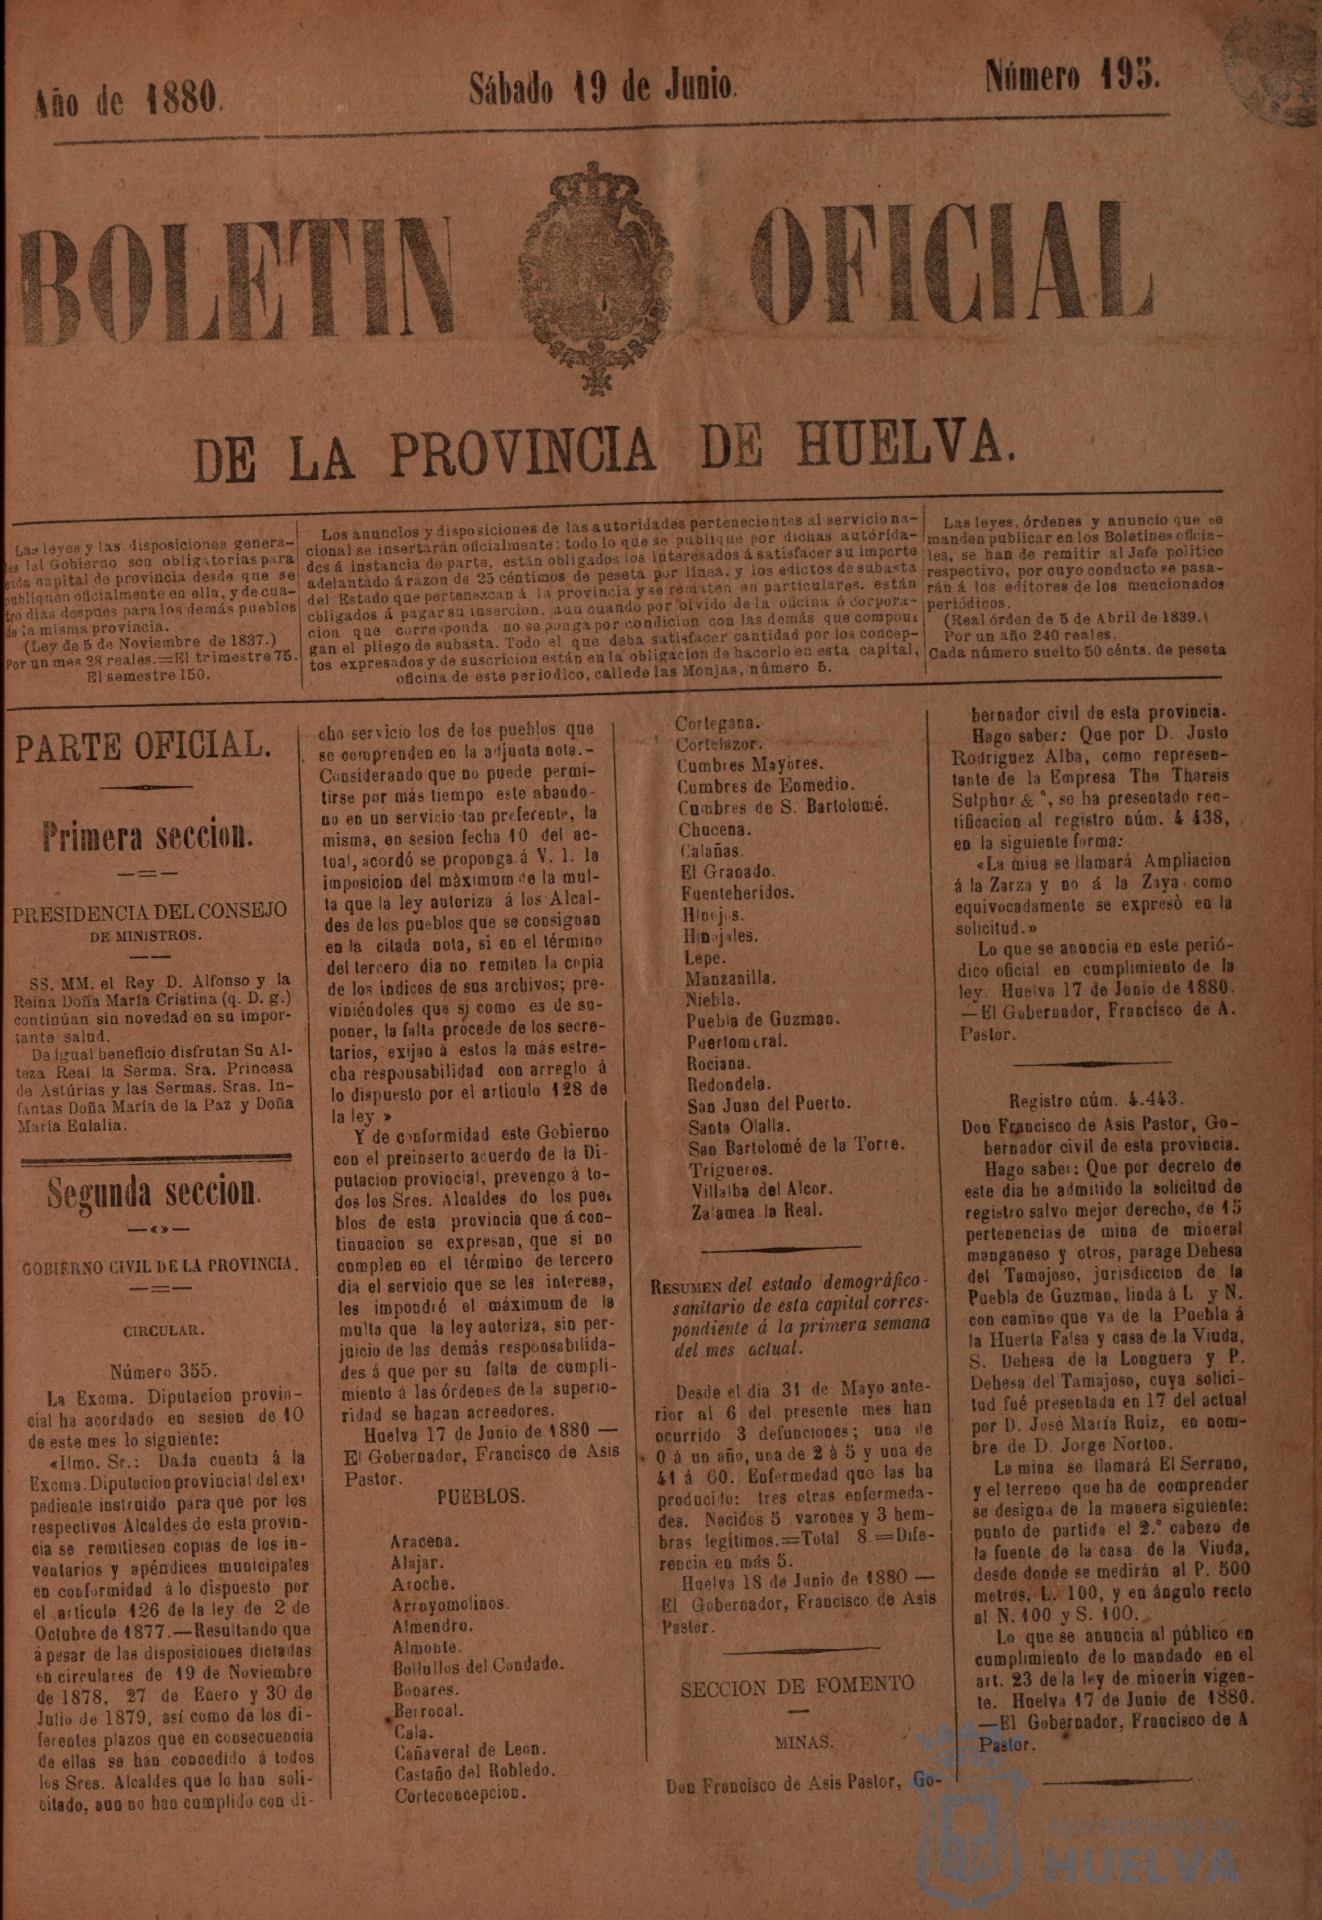 Año de 1880.
Sábado 19 de Junio.
Número 195.
BOLETIN OFICIAL
DE LA PROVINCIA DE HUELVA.
Las leyes y las disposiciones genera-
les del Gobierno son obligatorias para
cada capital de provincia desde que se
publiquen oficialmente en ella, y de cua-
tro dias despues para los demás pueblos
de la misma provincia.
(Ley de 5 de Noviembre de 1837.)
Por un mes 28 reales.=El trimestre 75.
El semestre 150.
Los anuncios y disposiciones de las autoridades pertenecientes al servicio na-
cional se insertarán oficialmente: todo lo que se publique por dichas autorida-
des á instancia de parte, están obligados los interesados á satisfacer su importe
adelantado á razon de 25 céntimos de peseta por línea, y los edictos de subasta
del Estado que pertenezcan á la provincia y se rematen en particulares, están
obligados á pagar su insercion, aun cuando por olvido de la oficina ó corpora-
cion que corresponda no se ponga por condicion con las demás que compon
gan el pliego de subasta. Todo el que deba satisfacer cantidad por los concep-
tos expresados y de suscricion están en la obligacion de hacerlo en esta capital,
oficina de este periodico, calle de las Monjas, número 5.
Las leyes, órdenes y anuncio que se
manden publicar en los Boletines oficia-
les, se han de remitir al Jefe político
respectivo, por cuyo conducto se pasa-
rán á los editores de los mencionados
periódicos.
(Real órden de 5 de Abril de 1839.)
Por un año 240 reales.
Cada número suelto 50 cénts. de peseta
PARTE OFICIAL.
Primera seccion.
PRESIDENCIA DEL CONSEJO
DE MINISTROS.
SS. MM. el Rey D. Alfonso y la
Reina Doña María Cristina (q. D. g.)
continúan sin novedad en su impor-
tante salud.
De igual beneficio disfrutan Su Al-
teza Real la Serma. Sra. Princesa
de Astúrias y las Sermas. Sras. In-
fantas Doña María de la Paz y Doña
María Eulalia.
Segunda seccion.
GOBIERNO CIVIL DE LA PROVINCIA.
CIRCULAR.
Número 355.
La Excma. Diputacion provin-
cial ha acordado en sesion de 10
de este mes lo siguiente:
«Ilmo. Sr.: Dada cuenta á la
Excma. Diputacion provincial del ex
pediente instruido para que por los
respectivos Alcaldes de esta provin-
cia se remitiesen copias de los in-
ventarios y apéndices municipales
en conformidad á lo dispuesto por
el artículo 126 de la ley de 2 de
Octubre de 1877.—Resultando que
á pesar de las disposiciones dictadas
en circulares de 19 de Noviembre
de 1878, 27 de Enero y 30 de
Julio de 1879, así como de los di-
ferentes plazos que en consecuencia
de ellas se han concedido á todos
los Sres. Alcaldes que lo han soli-
citado, aun no han cumplido con di-
cho servicio los de los pueblos que
se comprenden en la adjunta nota.-
Considerando que no puede permi-
tirse por más tiempo este abando-
no en un servicio tan preferente, la
misma, en sesion fecha 10 del ac-
tual, acordó se proponga á V. I. la
imposicion del màximum de la mul-
ta que la ley autoriza á los Alcal-
des de los pueblos que se consignan
en la citada nota, si en el término
del tercero dia no remiten la copia
de los índices de sus archivos; pre-
viniéndoles que si como es de su-
poner, la falta procede de los secre-
tarios, exijan à estos la más estre-
cha responsabilidad con arreglo á
lo dispuesto por el artículo 128 de
la ley.»
Y de conformidad este Gobierno
con el preinserto acuerdo de la Di-
putacion provincial, prevengo á to-
dos los Sres. Alcaldes do los pue
blos de esta provincia que á con-
tinuacion se expresan, que si no
complen en el término de tercero
dia el servicio que se les interesa,
les impondré el máximum de la
multa que la ley autoriza, sin per-
juicio de las demás responsabilida-
des á que por su falta de cumpli-
miento á las órdenes de la superio-
ridad se hagan acreedores.
Huelva 17 de Junio de 1880 —
El Gobernador, Francisco de Asis
Pastor.
PUEBLOS.
Aracena.
Alajar.
Aroche.
Arroyomolinos.
Almendro.
Almonte.
Bollullos del Condado.
Bonares.
Berrocal.
Cala.
Cañaveral de Leon.
Castaño del Robledo.
Corteconcepcion.
Cortegana.
Cortelazor.
Cumbres Mayores.
Cumbres de Enmedio.
Cumbres de S. Bartolomé.
Chucena.
Calañas.
El Granado.
Fuenteheridos.
Hinojos.
Hinojales.
Lepe.
Manzanilla.
Niebla.
Puebla de Guzman.
Puertomoral.
Rociana.
Redondela.
San Juan del Puerto.
Santa Olalla.
San Bartolomé de la Torre.
Trigueros.
Villalba del Alcor.
Zalamea la Real.
RESUMEN del estado demográfico-
sanitario de esta capital corres-
pondiente á la primera semana
del mes actual.
Desde el dia 31 de Mayo ante-
rior al 6 del presente mes han
ocurrido 3 defunciones; una de
0 á un año, una de 2 à 5 y una de
41 á 60. Enfermedad que las ha
producido: tres otras enfermeda-
des. Nacidos 5 varones y 3 hem-
bras legítimos.=Total 8.=Dife-
rencia en más 5.
Huelva 18 de Junio de 1880 —
El Gobernador, Francisco de Asis
Pastor.
SECCION DE FOMENTO
MINAS.
Don Francisco de Asis Pastor, Go-
bernador civil de esta provincia.
Hago saber: Que por D. Justo
Rodriguez Alba, como represen-
tante de la Empresa The Tharsis
Sulphur &ª, se ha presentado rec-
tificacion al registro núm. 4 438,
en la siguiente forma:
«La mina se llamará Ampliacion
á la Zarza y no á la Zaya como
equivocadamente se expresò en la
solicitud.»
Lo que se anuncia en este perió-
dico oficial en cumplimiento de la
ley. Huelva 17 de Junio de 1880.
—El Gobernador, Francisco de A.
Pastor.
Registro núm. 4.443.
Don Francisco de Asis Pastor, Go-
bernador civil de esta provincia.
Hago saber: Que por decreto de
este dia he admitido la solicitud de
registro salvo mejor derecho, de 15
pertenencias de mina de mineral
manganeso y otros, parage Dehesa
del Tamajoso, jurisdiccion de la
Puebla de Guzman, linda à L y N.
con camino que va de la Puebla á
la Huerta Falsa y casa de la Viuda,
S. Dehesa de la Longuera y P.
Dehesa del Tamajoso, cuya solici-
tud fué presentada en 17 del actual
por D. José María Ruiz, en nom-
bre de D. Jorge Norton.
La mina se llamará El Serrano,
y el terreno que ha de comprender
se designa de la manera siguiente:
punto de partida el 2.º cabezo de
la fuente de la casa de la Viuda,
desde donde se medirán al P. 500
metros, L. 100, y en ángulo recto
al N. 100 y S. 100.
Lo que se anuncia al público en
cumplimiento de lo mandado en el
art. 23 de la ley de minería vigen-
te. Huelva 17 de Junio de 1880.
—El Gobernador, Francisco de A
Pastor.
Ayuntamiento de
HUELVA